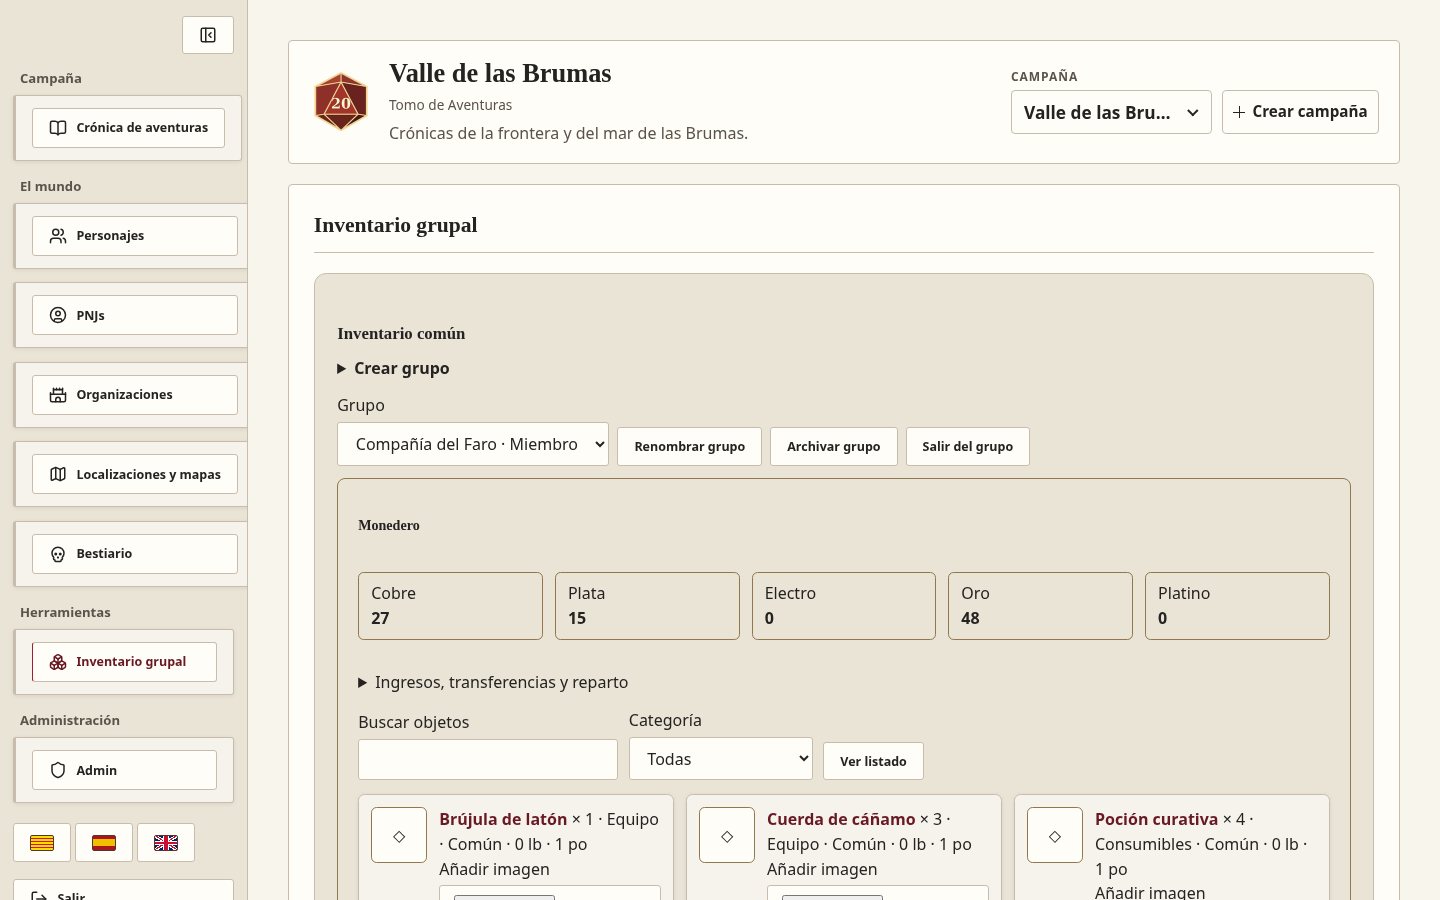 Campaña
Crónica de aventuras
El mundo
Personajes
PNJs
Organizaciones
Localizaciones y mapas
Bestiario
Herramientas
Inventario grupal
Administración
Admin
Salir
20
Valle de las Brumas
Tomo de Aventuras
Crónicas de la frontera y del mar de las Brumas.
CAMPAÑA
Valle de las Bru...
Crear campaña
Inventario grupal
Inventario común
Crear grupo
Grupo
Compañía del Faro · Miembro
Renombrar grupo
Archivar grupo
Salir del grupo
Monedero
Cobre
27
Plata
15
Electro
0
Oro
48
Platino
0
Ingresos, transferencias y reparto
Buscar objetos
Categoría
Todas
Ver listado
Brújula de latón × 1 · Equipo
· Común · 0 lb · 1 po
Añadir imagen
Cuerda de cáñamo × 3 ·
Equipo · Común · 0 lb · 1 po
Añadir imagen
Poción curativa × 4 ·
Consumibles · Común · 0 lb ·
1 po
Añadir imagen